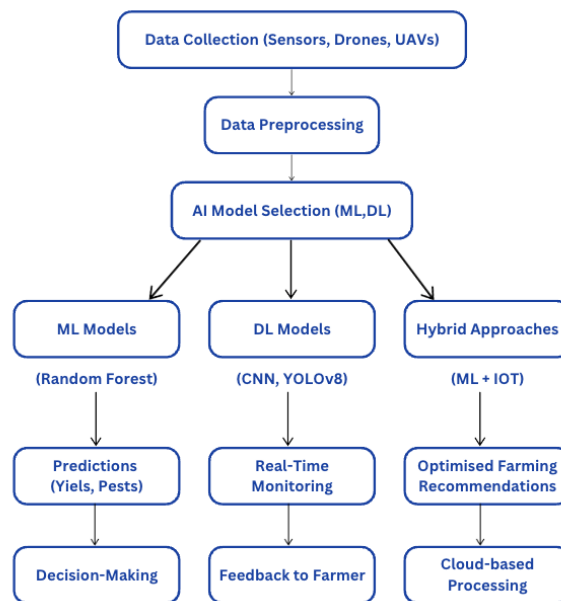 Data Collection (Sensors, Drones, UAVs)
Data Preprocessing
AI Model Selection (ML,DL)
ML Models
DL Models
Hybrid Approaches
(Random Forest)
(CNN, YOLOv8)
(ML + IOT)
Predictions
(Yiels, Pests)
Real-Time
Monitoring
Optimised Farming
Recommendations
Decision-Making
Feedback to Farmer
Cloud-based
Processing